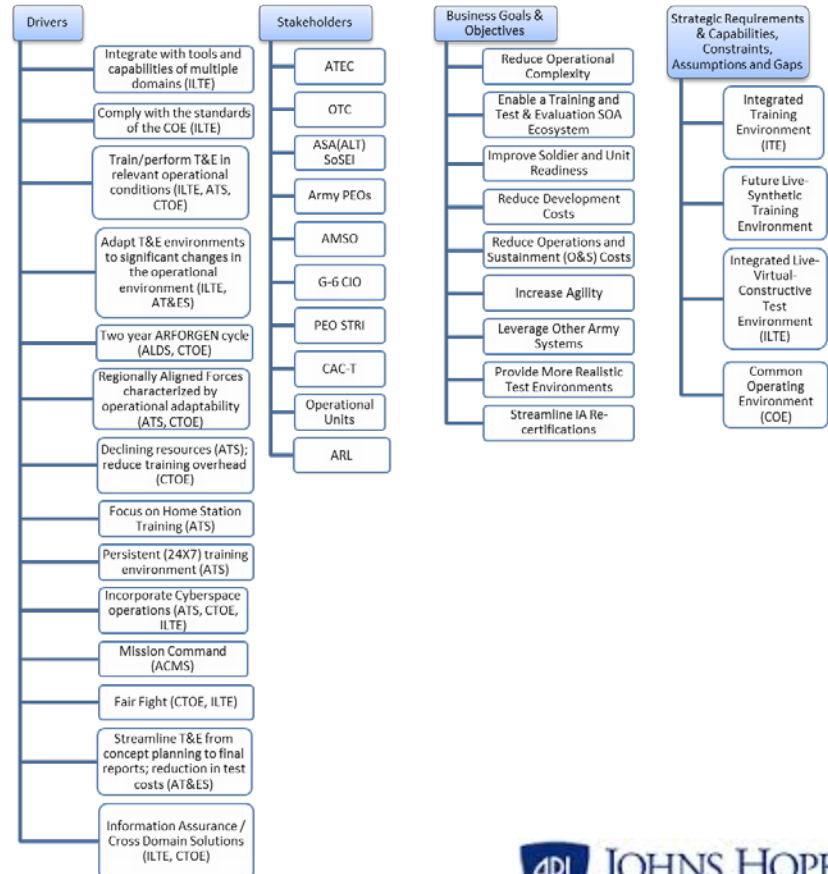 Drivers
Integrate with tools and
capabilities of multiple
domains (ILTE)
Comply with the standards
of the COE (ILTE)
Train/perform T&E in
relevant operational
conditions (ILTE, ATS,
CTOE)
Adapt T&E environments
to significant changes in
the operational
environment (ILTE,
AT&ES)
Two year ARFORGEN cycle
(ALDS, CTOE)
Regionally Aligned Forces
characterized by
operational adaptability
(ATS, CTOE)
Declining resources (ATS);
reduce training overhead
(CTOE)
Focus on Home Station
Training (ATS)
Persistent (24X7) training
environment (ATS)
Incorporate Cyberspace
operations (ATS, CTOE,
ILTE)
Mission Command
(ACMS)
Fair Fight (CTOE, ILTE)
Streamline T&E from
concept planning to final
reports; reduction in test
costs (AT&ES)
Information Assurance /
Cross Domain Solutions
(ILTE, CTOE)
Stakeholders
ATEC
OTC
ASA(ALT)
SoSEI
Army PEOs
AMSO
G-6 CIO
PEO STRI
CAC-T
Operational
Units
ARL
Business Goals &
Objectives
Reduce Operational
Complexity
Enable a Training and
Test & Evaluation SOA
Ecosystem
Improve Soldier and Unit
Readiness
Reduce Development
Costs
Reduce Operations and
Sustainment (O&S) Costs
Increase Agility
Leverage Other Army
Systems
Provide More Realistic
Test Environments
Streamline IA Re-
certifications
Strategic Requirements
& Capabilities,
Constraints,
Assumptions and Gaps
Integrated
Training
Environment
(ITE)
Future Live-
Synthetic
Training
Environment
Integrated Live-
Virtual-
Constructive
Test
Environment
(ILTE)
Common
Operating
Environment
(COE)
APL
JOHNS HOP